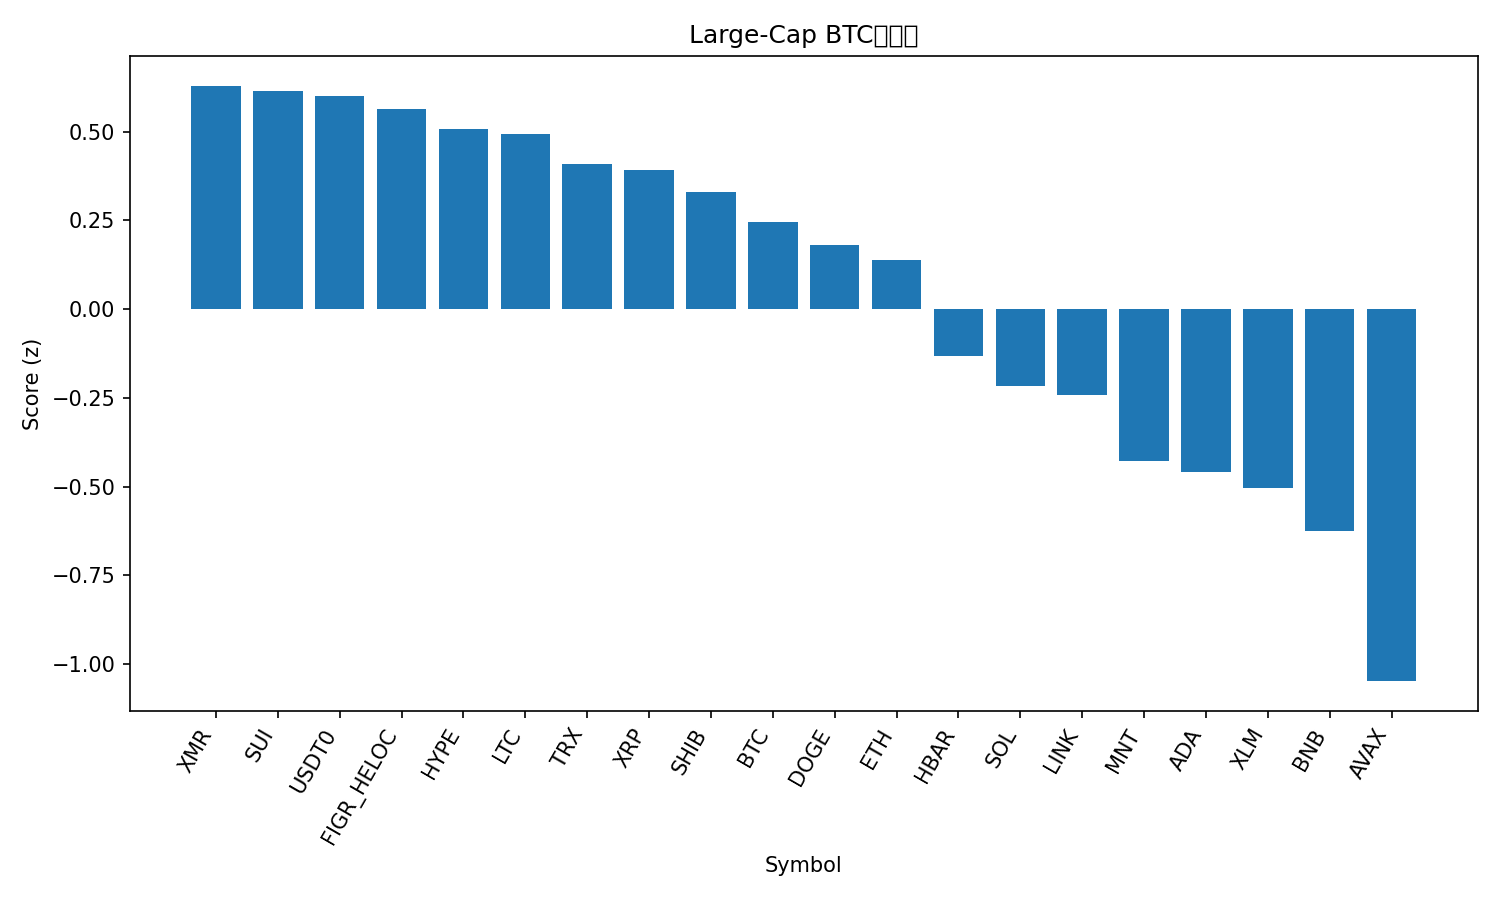 Large-Cap BTC
0.50
0.25
0.00
−0.25
−0.50
−0.75
−1.00
Score (z)
XMR
SUI
USDT0
FIGR_HELOC
HYPE
LTC
TRX
XRP
SHIB
BTC
DOGE
ETH
HBAR
SOL
LINK
MNT
ADA
XLM
BNB
AVAX
Symbol